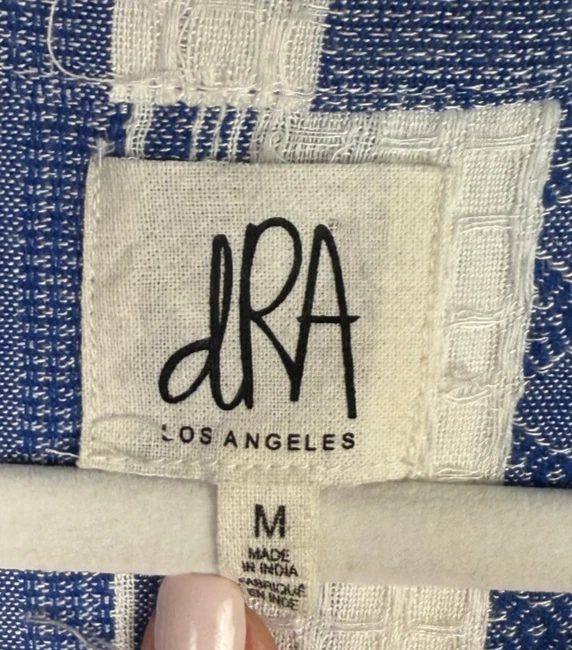 dRA
LOS ANGELES
M
MADE
IN INDIA
FABRIQUÉ
EN INDE